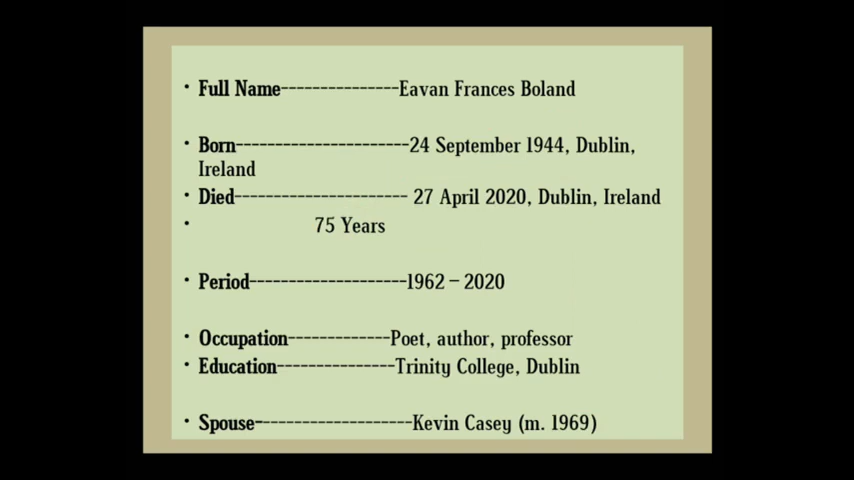 • Full Name---------------Eavan Frances Boland
• Born----------------------24 September 1944, Dublin,
Ireland
• Died---------------------- 27 April 2020, Dublin, Ireland
• 75 Years
• Period--------------------1962 – 2020
• Occupation-------------Poet, author, professor
• Education---------------Trinity College, Dublin
• Spouse--------------------Kevin Casey (m. 1969)